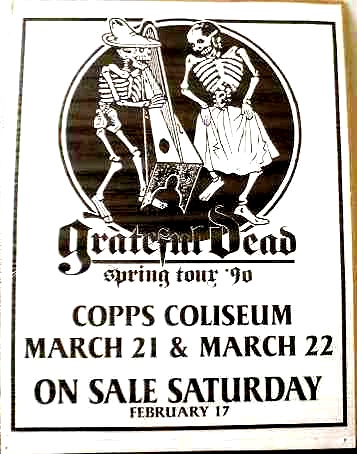 Grateful Dead
spring tour '90
COPPS COLISEUM
MARCH 21 & MARCH 22
ON SALE SATURDAY
FEBRUARY 17